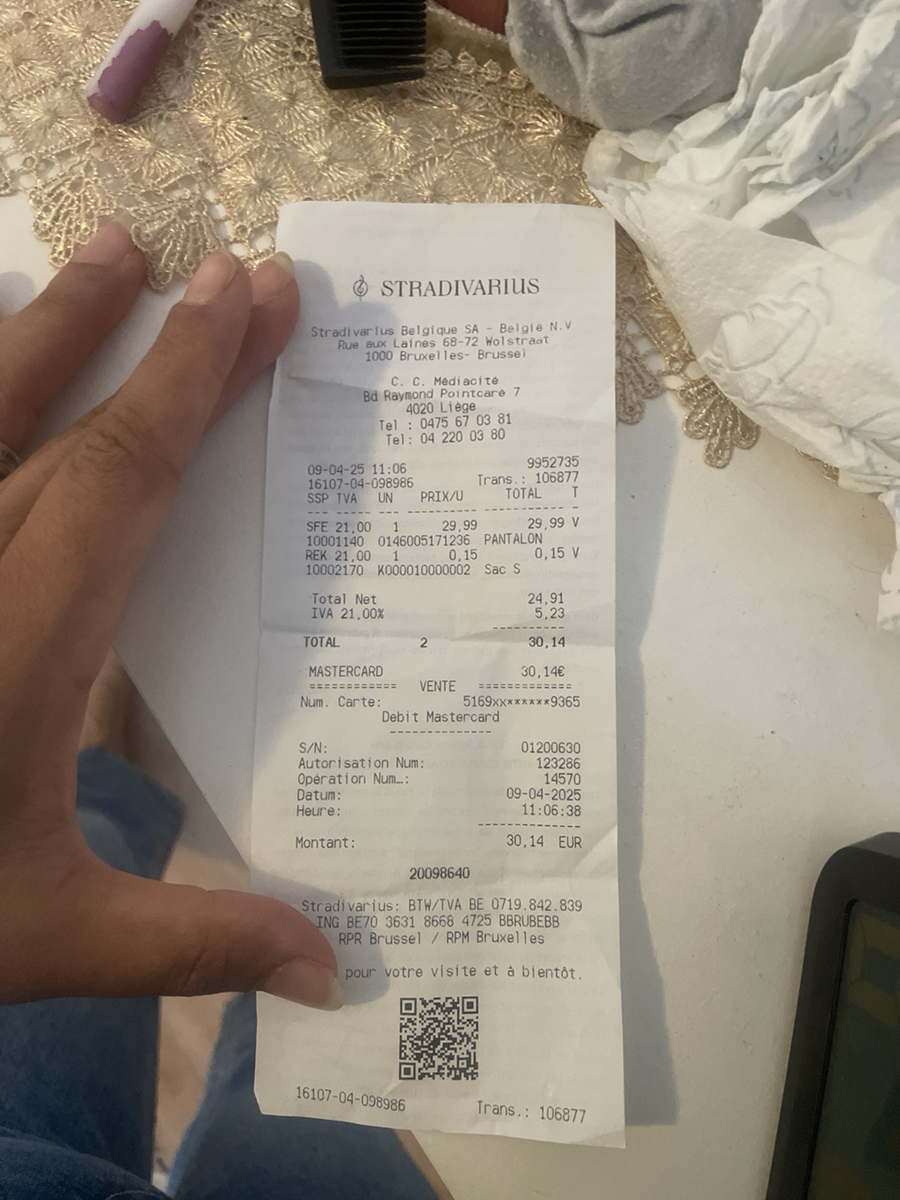 STRADIVARIUS
Stradivarius Belgique SA - België N.V
Rue aux Laines 68-72 Wolstraat
1000 Bruxelles- Brussel
C. C. Médiacité
Bd Raymond Pointcaré 7
4020 Liège
Tel : 0475 67 03 81
Tel: 04 220 03 80
09-04-25 11:06 9952735
16107-04-098986 Trans.: 106877
SSP TVA UN PRIX/U TOTAL T
--- ----- --- ---------- ----------- -
SFE 21,00 1 29,99 29,99 V
10001140 0146005171236 PANTALON
REK 21,00 1 0,15 0,15 V
10002170 K000010000002 Sac S
Total Net 24,91
IVA 21,00% 5,23
----------
TOTAL 2 30,14
MASTERCARD 30,14€
============ VENTE ============
Num. Carte: 5169xx******9365
Debit Mastercard
--------------
S/N: 01200630
Autorisation Num: 123286
Opération Num…: 14570
Datum: 09-04-2025
Heure: 11:06:38
--------------
Montant: 30,14 EUR
20098640
Stradivarius: BTW/TVA BE 0719.842.839
ING BE70 3631 8668 4725 BBRUBEBB
RPR Brussel / RPM Bruxelles
pour votre visite et à bientôt.
16107-04-098986 Trans.: 106877